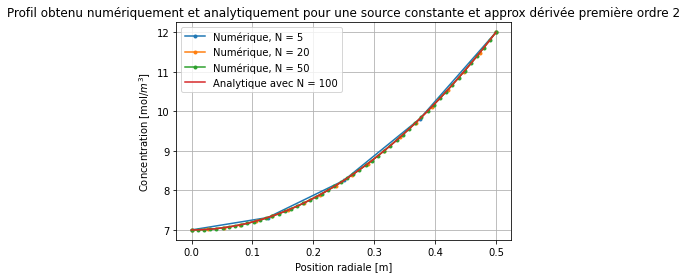 Profil obtenu numériquement et analytiquement pour une source constante et approx dérivée première ordre 2
12
11
10
9
8
7
Concentration [mol/m³]
Numérique, N = 5
Numérique, N = 20
Numérique, N = 50
Analytique avec N = 100
0.0 0.1 0.2 0.3 0.4 0.5
Position radiale [m]